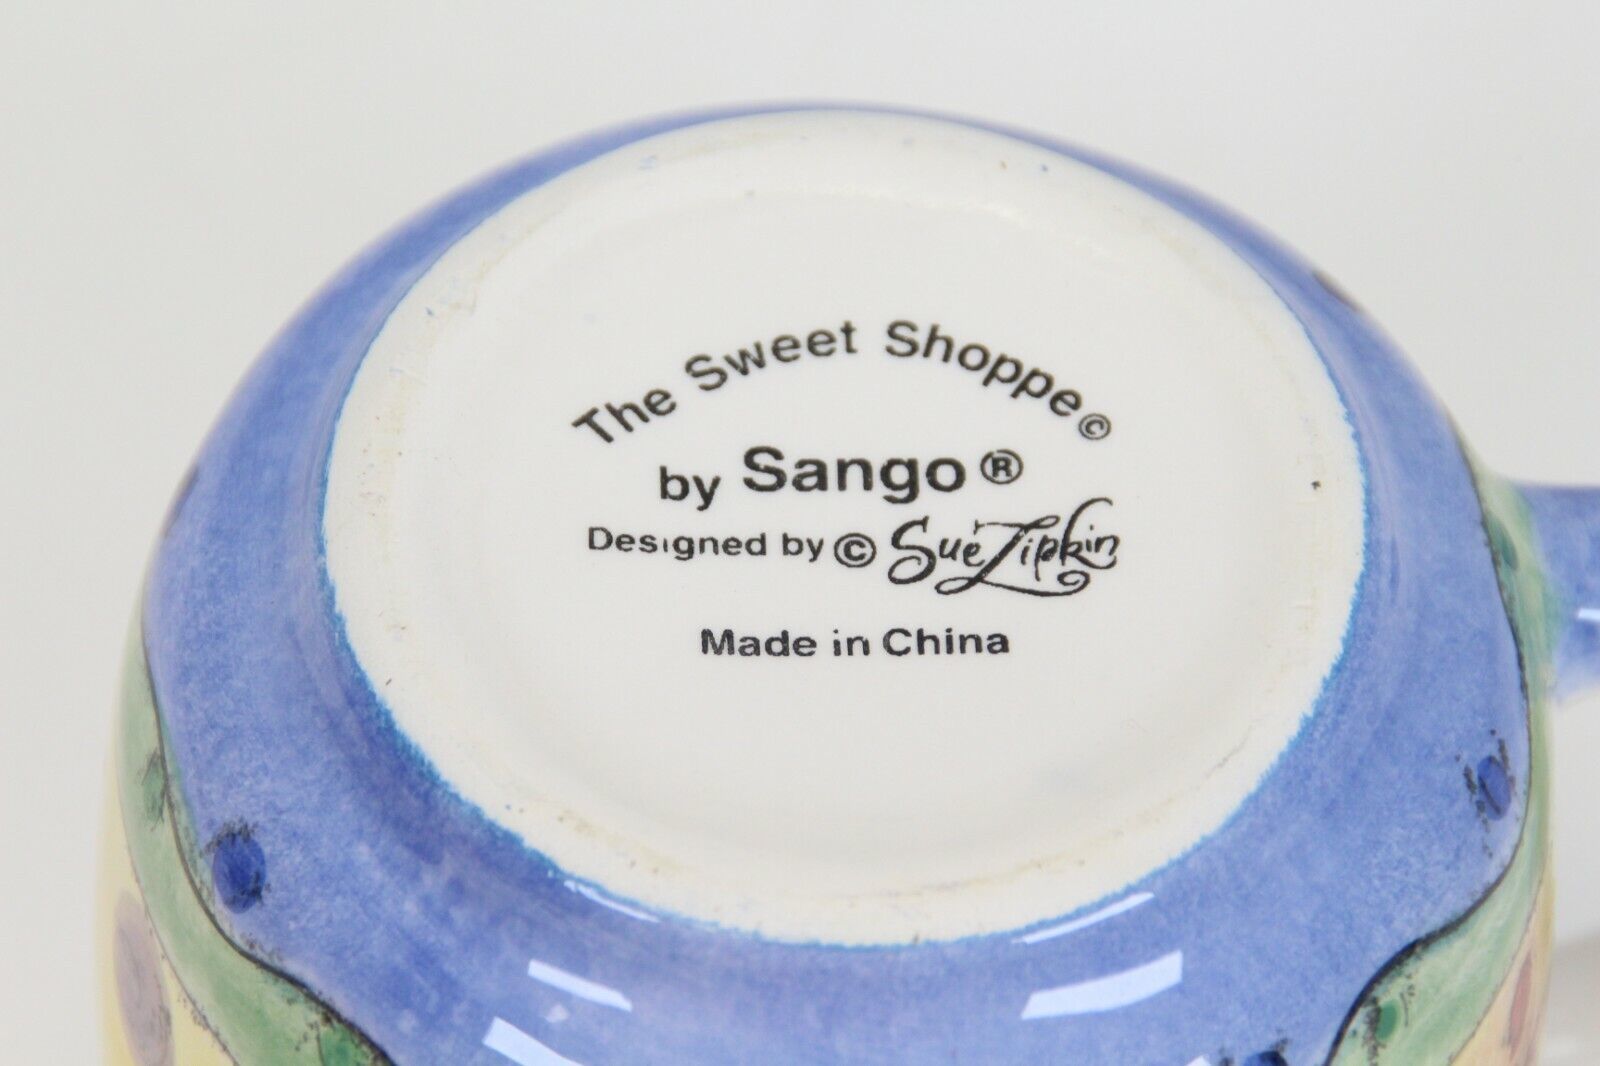 The Sweet Shoppe©
by Sango®
Designed by © Sue Zipkin
Made in China